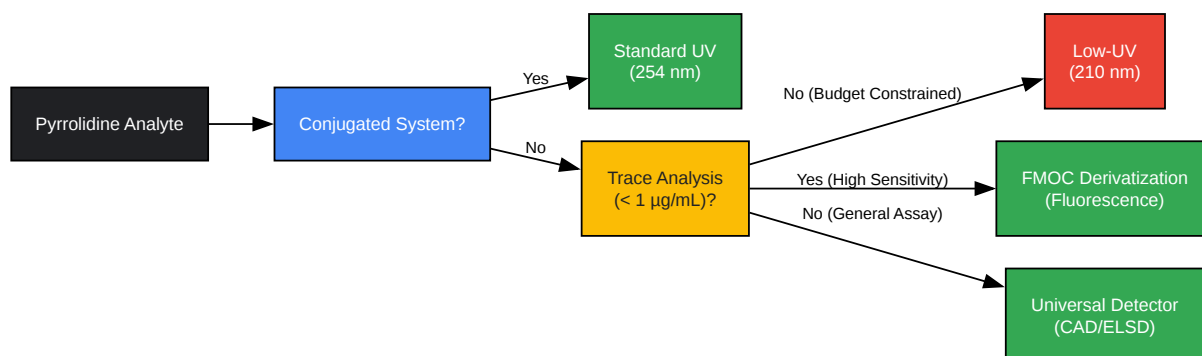 Pyrrolidine Analyte
Conjugated System?
Yes
No
Standard UV
(254 nm)
Trace Analysis
(< 1 µg/mL)?
No (Budget Constrained)
Yes (High Sensitivity)
No (General Assay)
Low-UV
(210 nm)
FMOC Derivatization
(Fluorescence)
Universal Detector
(CAD/ELSD)